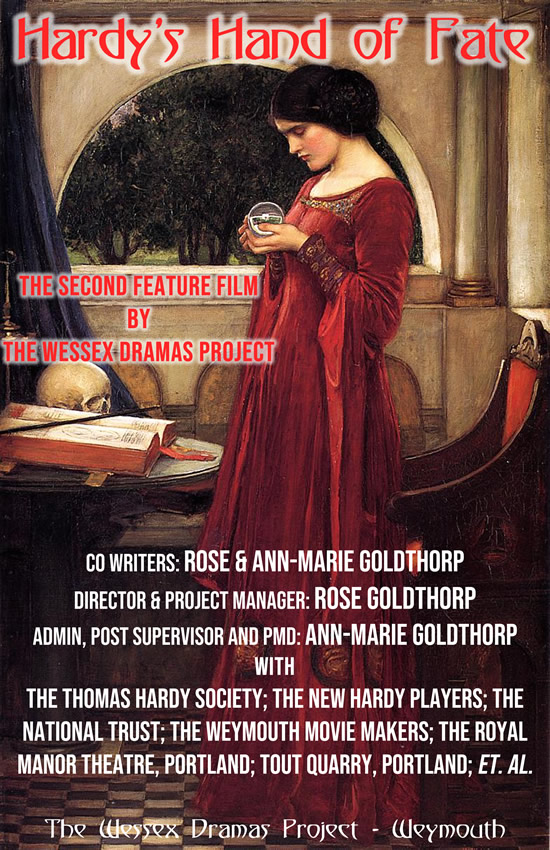 Hardy's Hand of Fate
THE SECOND FEATURE FILM
BY
THE WESSEX DRAMAS PROJECT
CO WRITERS: ROSE & ANN-MARIE GOLDTHORP
DIRECTOR & PROJECT MANAGER: ROSE GOLDTHORP
ADMIN, POST SUPERVISOR AND PMD: ANN-MARIE GOLDTHORP
WITH
THE THOMAS HARDY SOCIETY; THE NEW HARDY PLAYERS; THE
NATIONAL TRUST; THE WEYMOUTH MOVIE MAKERS; THE ROYAL
MANOR THEATRE, PORTLAND; TOUT QUARRY, PORTLAND; ET. AL.
The Wessex Dramas Project - Weymouth